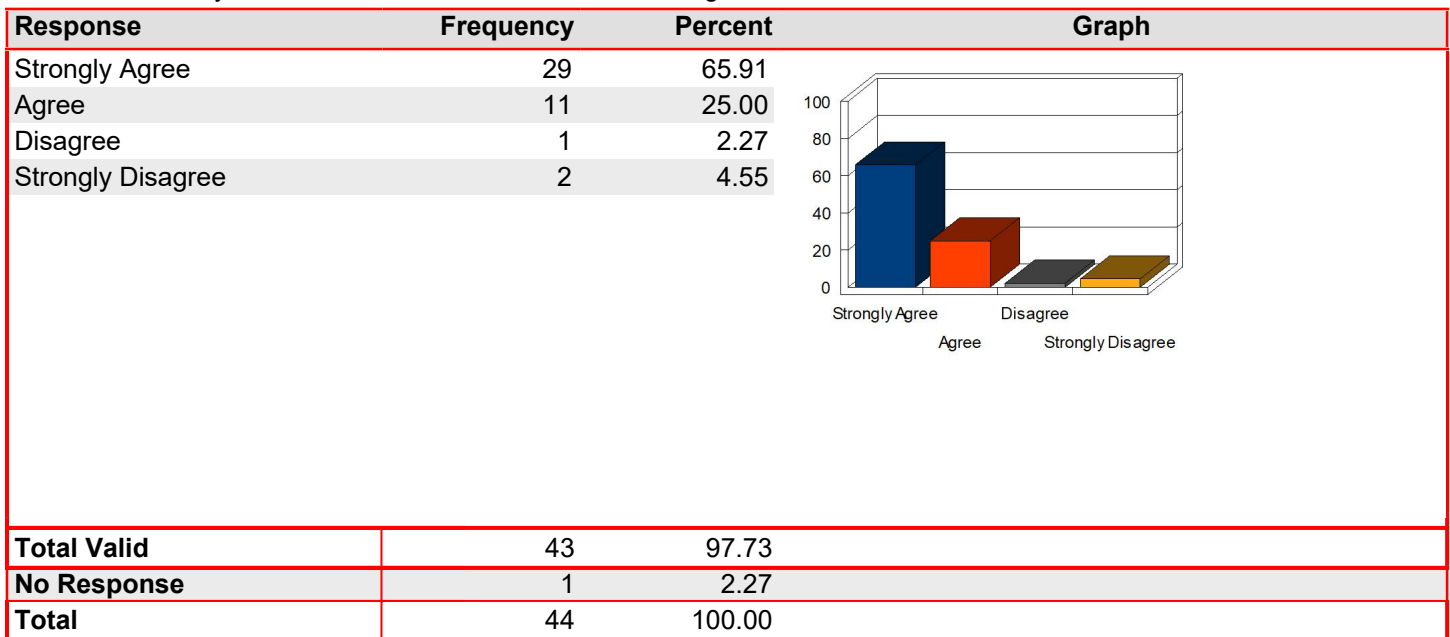 Response Frequency Percent Graph
Strongly Agree 29 65.91
Agree 11 25.00
Disagree 1 2.27
Strongly Disagree 2 4.55
100
80
60
40
20
0
Strongly Agree Disagree
Agree Strongly Disagree
Total Valid 43 97.73
No Response 1 2.27
Total 44 100.00